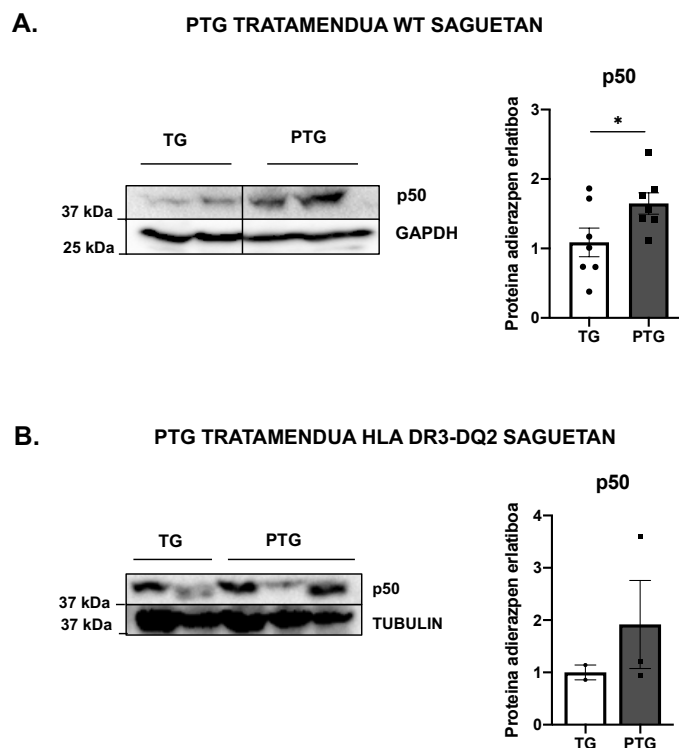 A.
PTG TRATAMENDUA WT SAGUETAN
TG PTG
p50
37 kDa
GAPDH
25 kDa
p50
Proteina adierazpen erlatiboa
3
*
2
1
0
TG PTG
B.
PTG TRATAMENDUA HLA DR3-DQ2 SAGUETAN
TG PTG
p50
37 kDa
37 kDa
TUBULIN
p50
Proteina adierazpen erlatiboa
4
3
2
1
0
TG PTG